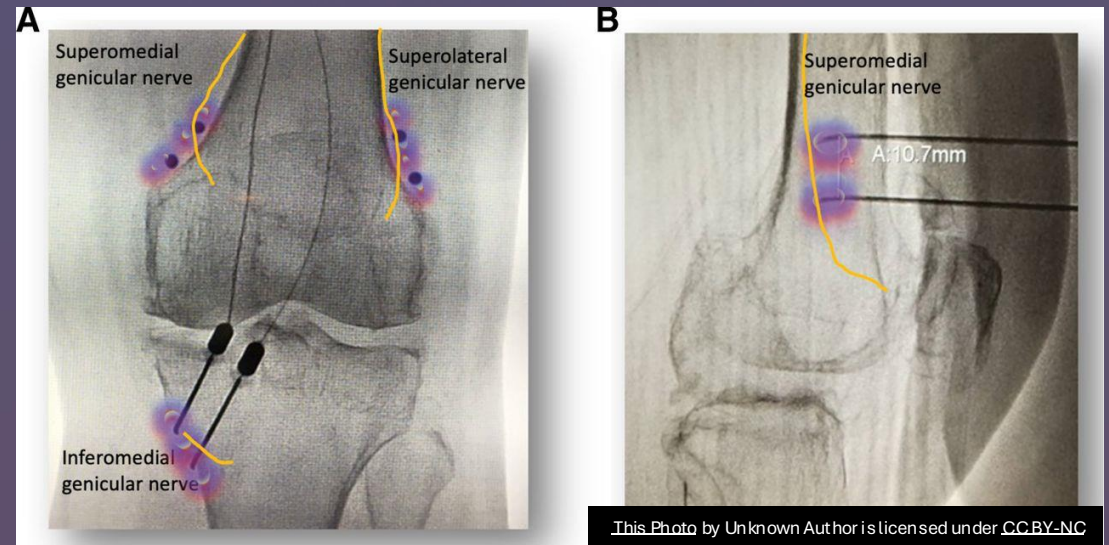 A
Superomedial
genicular nerve
Superolateral
genicular nerve
Inferomedial
genicular nerve
B
Superomedial
genicular nerve
A
A:10.7mm
This Photo by Unknown Author is licensed under CC BY-NC